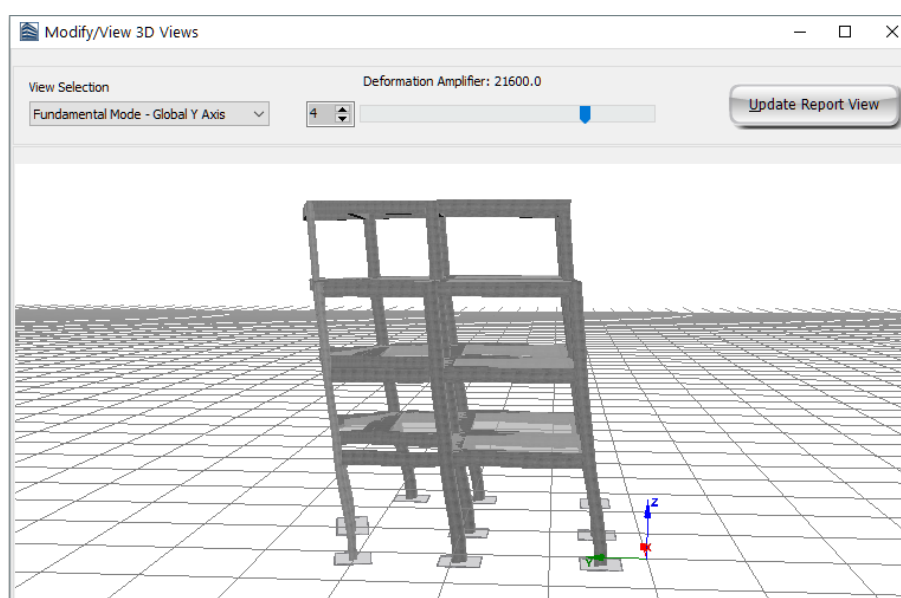 Modify/View 3D Views
View Selection
Deformation Amplifier: 21600.0
Fundamental Mode - Global Y Axis
4
Update Report View
Z
X
Y